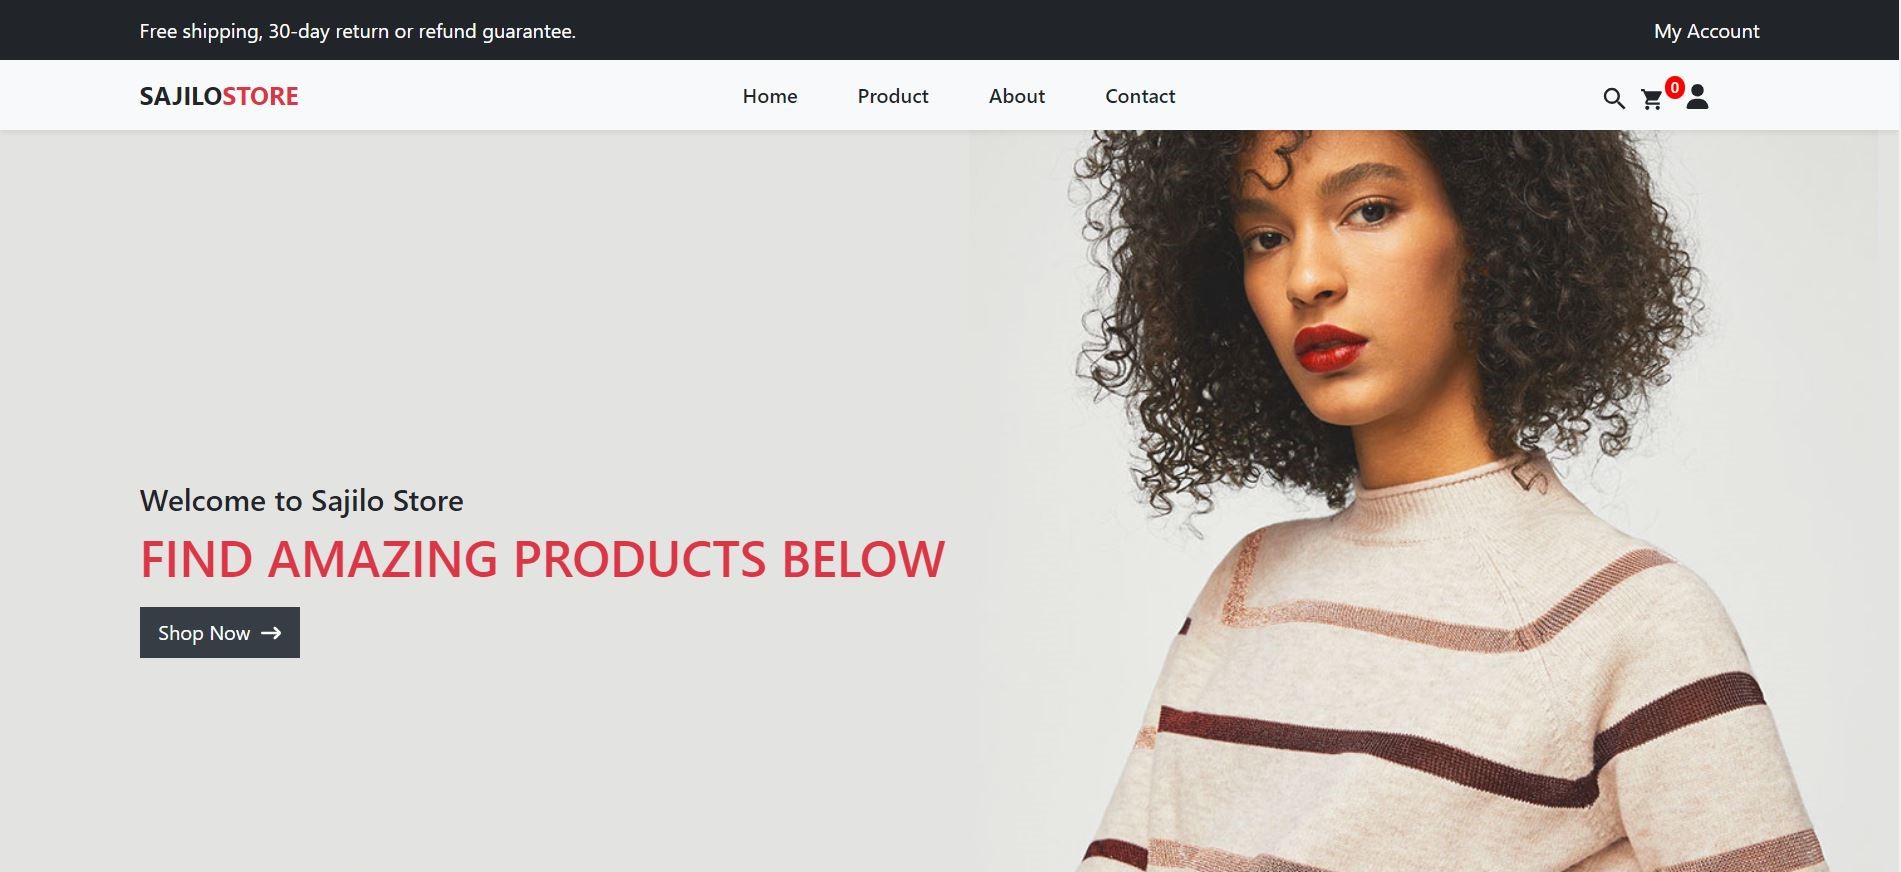 Free shipping, 30-day return or refund guarantee. My Account
SAJILOSTORE Home Product About Contact 0
Welcome to Sajilo Store
FIND AMAZING PRODUCTS BELOW
Shop Now